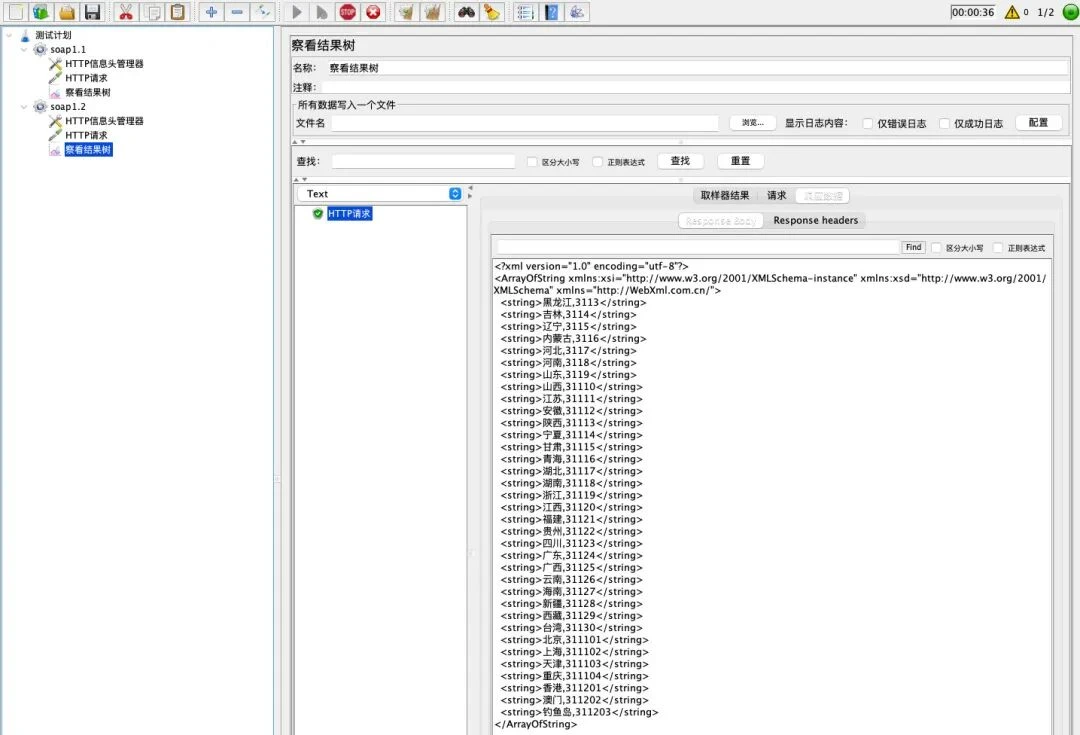 STOP
00:00:36
0
1/2
测试计划
soap1.1
HTTP信息头管理器
HTTP请求
察看结果树
soap1.2
HTTP信息头管理器
HTTP请求
察看结果树
察看结果树
名称： 察看结果树
注释：
所有数据写入一个文件
文件名 浏览... 显示日志内容： 仅错误日志 仅成功日志 配置
查找： 区分大小写 正则表达式 查找 重置
Text
HTTP请求
取样器结果 请求 响应数据
Response Body Response headers
Find 区分大小写 正则表达式
<?xml version="1.0" encoding="utf-8"?>
<ArrayOfString xmlns:xsi="http://www.w3.org/2001/XMLSchema-instance" xmlns:xsd="http://www.w3.org/2001/
XMLSchema" xmlns="http://WebXml.com.cn/">
<string>黑龙江,3113</string>
<string>吉林,3114</string>
<string>辽宁,3115</string>
<string>内蒙古,3116</string>
<string>河北,3117</string>
<string>河南,3118</string>
<string>山东,3119</string>
<string>山西,31110</string>
<string>江苏,31111</string>
<string>安徽,31112</string>
<string>陕西,31113</string>
<string>宁夏,31114</string>
<string>甘肃,31115</string>
<string>青海,31116</string>
<string>湖北,31117</string>
<string>湖南,31118</string>
<string>浙江,31119</string>
<string>江西,31120</string>
<string>福建,31121</string>
<string>贵州,31122</string>
<string>四川,31123</string>
<string>广东,31124</string>
<string>广西,31125</string>
<string>云南,31126</string>
<string>海南,31127</string>
<string>新疆,31128</string>
<string>西藏,31129</string>
<string>台湾,31130</string>
<string>北京,311101</string>
<string>上海,311102</string>
<string>天津,311103</string>
<string>重庆,311104</string>
<string>香港,311201</string>
<string>澳门,311202</string>
<string>钓鱼岛,311203</string>
</ArrayOfString>